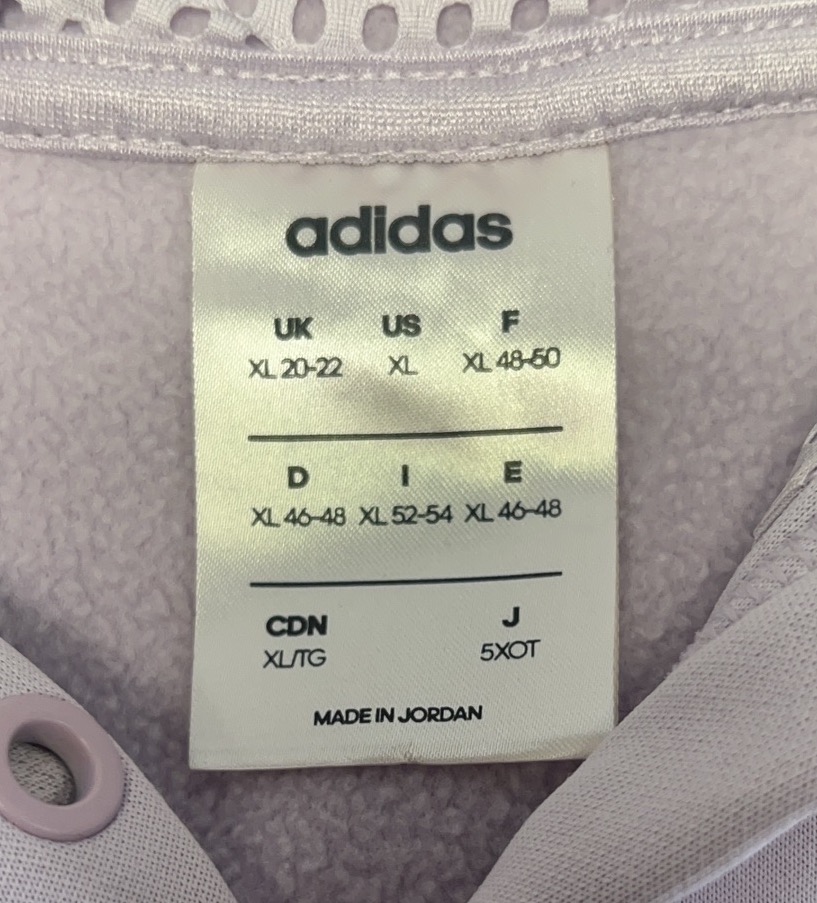 adidas
UK US F
XL 20-22 XL XL 48-50
D I E
XL 46-48 XL 52-54 XL 46-48
CDN J
XL/TG 5XOT
MADE IN JORDAN